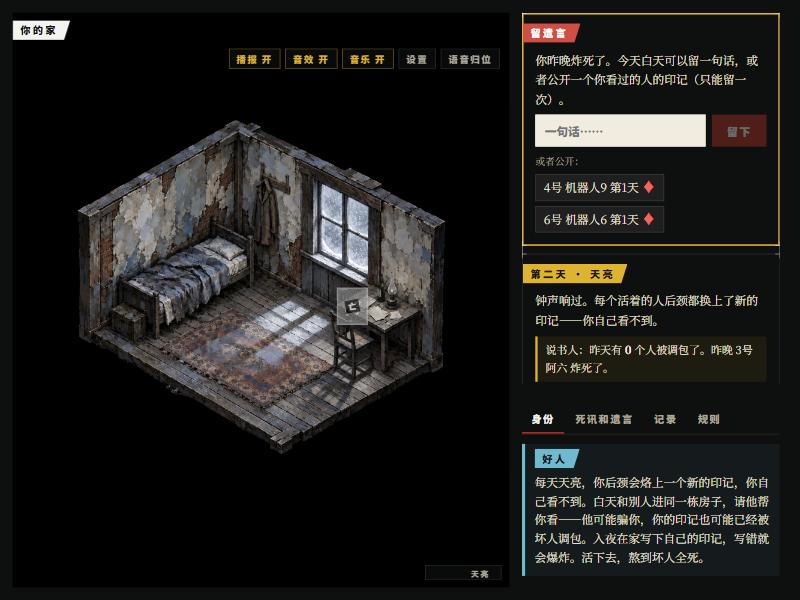 你的家
播报 开
音效 开
音乐 开
设置
语音归位
天亮
留遗言
你昨晚炸死了。今天白天可以留一句话，或
者公开一个你看过的人的印记（只能留一
次）。
一句话……
留下
或者公开：
4号 机器人9 第1天 ♦
6号 机器人6 第1天 ♦
第二天 · 天亮
钟声响过。每个活着的人后颈都换上了新的
印记——你自己看不到。
说书人：昨天有 0 个人被调包了。昨晚 3号
阿六 炸死了。
身份
死讯和遗言
记录
规则
好人
每天天亮，你后颈会烙上一个新的印记，你自
己看不到。白天和别人进同一栋房子，请他帮
你看——他可能骗你，你的印记也可能已经被
坏人调包。入夜在家写下自己的印记，写错就
会爆炸。活下去，熬到坏人全死。